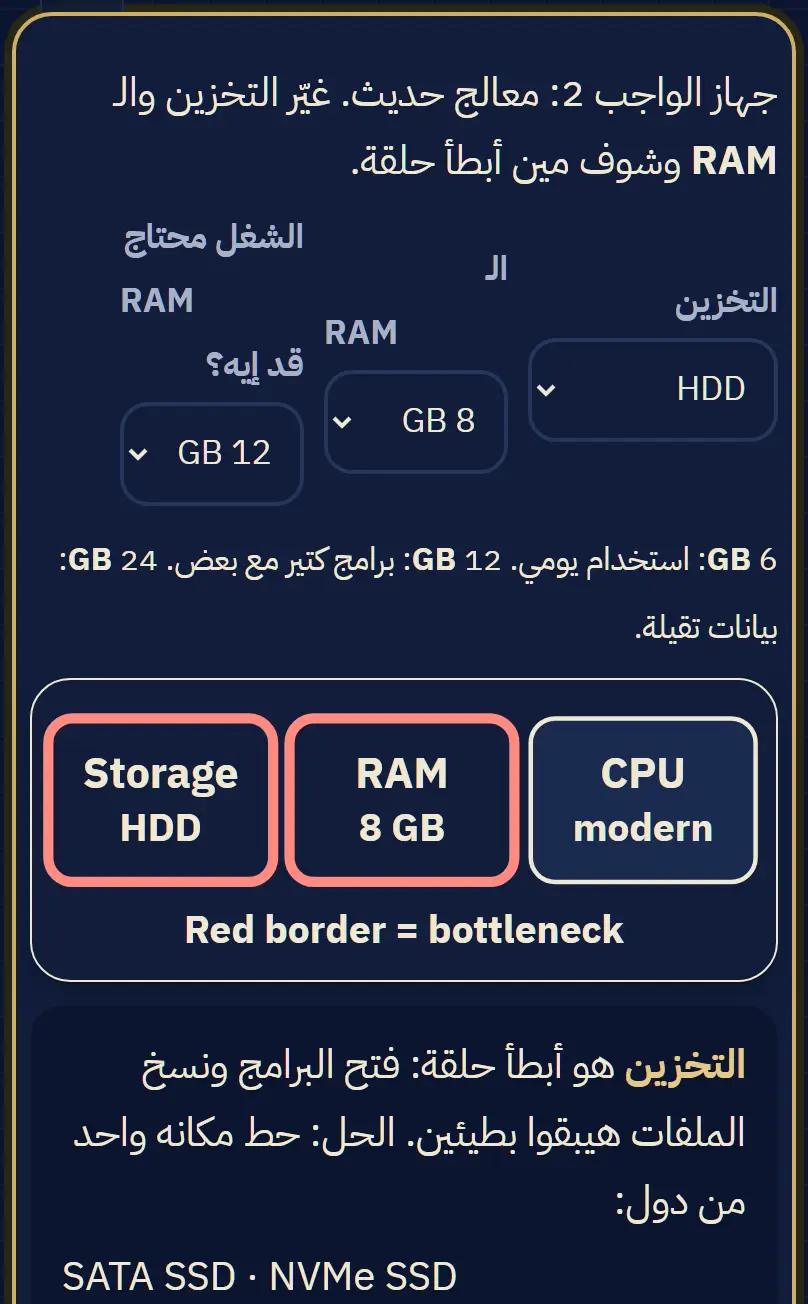 جهاز الواجب 2: معالج حديث. غيّر التخزين والـ
RAM وشوف مين أبطأ حلقة.
التخزين
HDD
الـ
RAM
8 GB
الشغل محتاج
RAM
قد إيه؟
12 GB
6 GB: استخدام يومي. 12 GB: برامج كتير مع بعض. 24 GB:
بيانات تقيلة.
Storage
HDD
RAM
8 GB
CPU
modern
Red border = bottleneck
التخزين هو أبطأ حلقة: فتح البرامج ونسخ
الملفات هيبقوا بطيئين. الحل: حط مكانه واحد
من دول:
SATA SSD · NVMe SSD